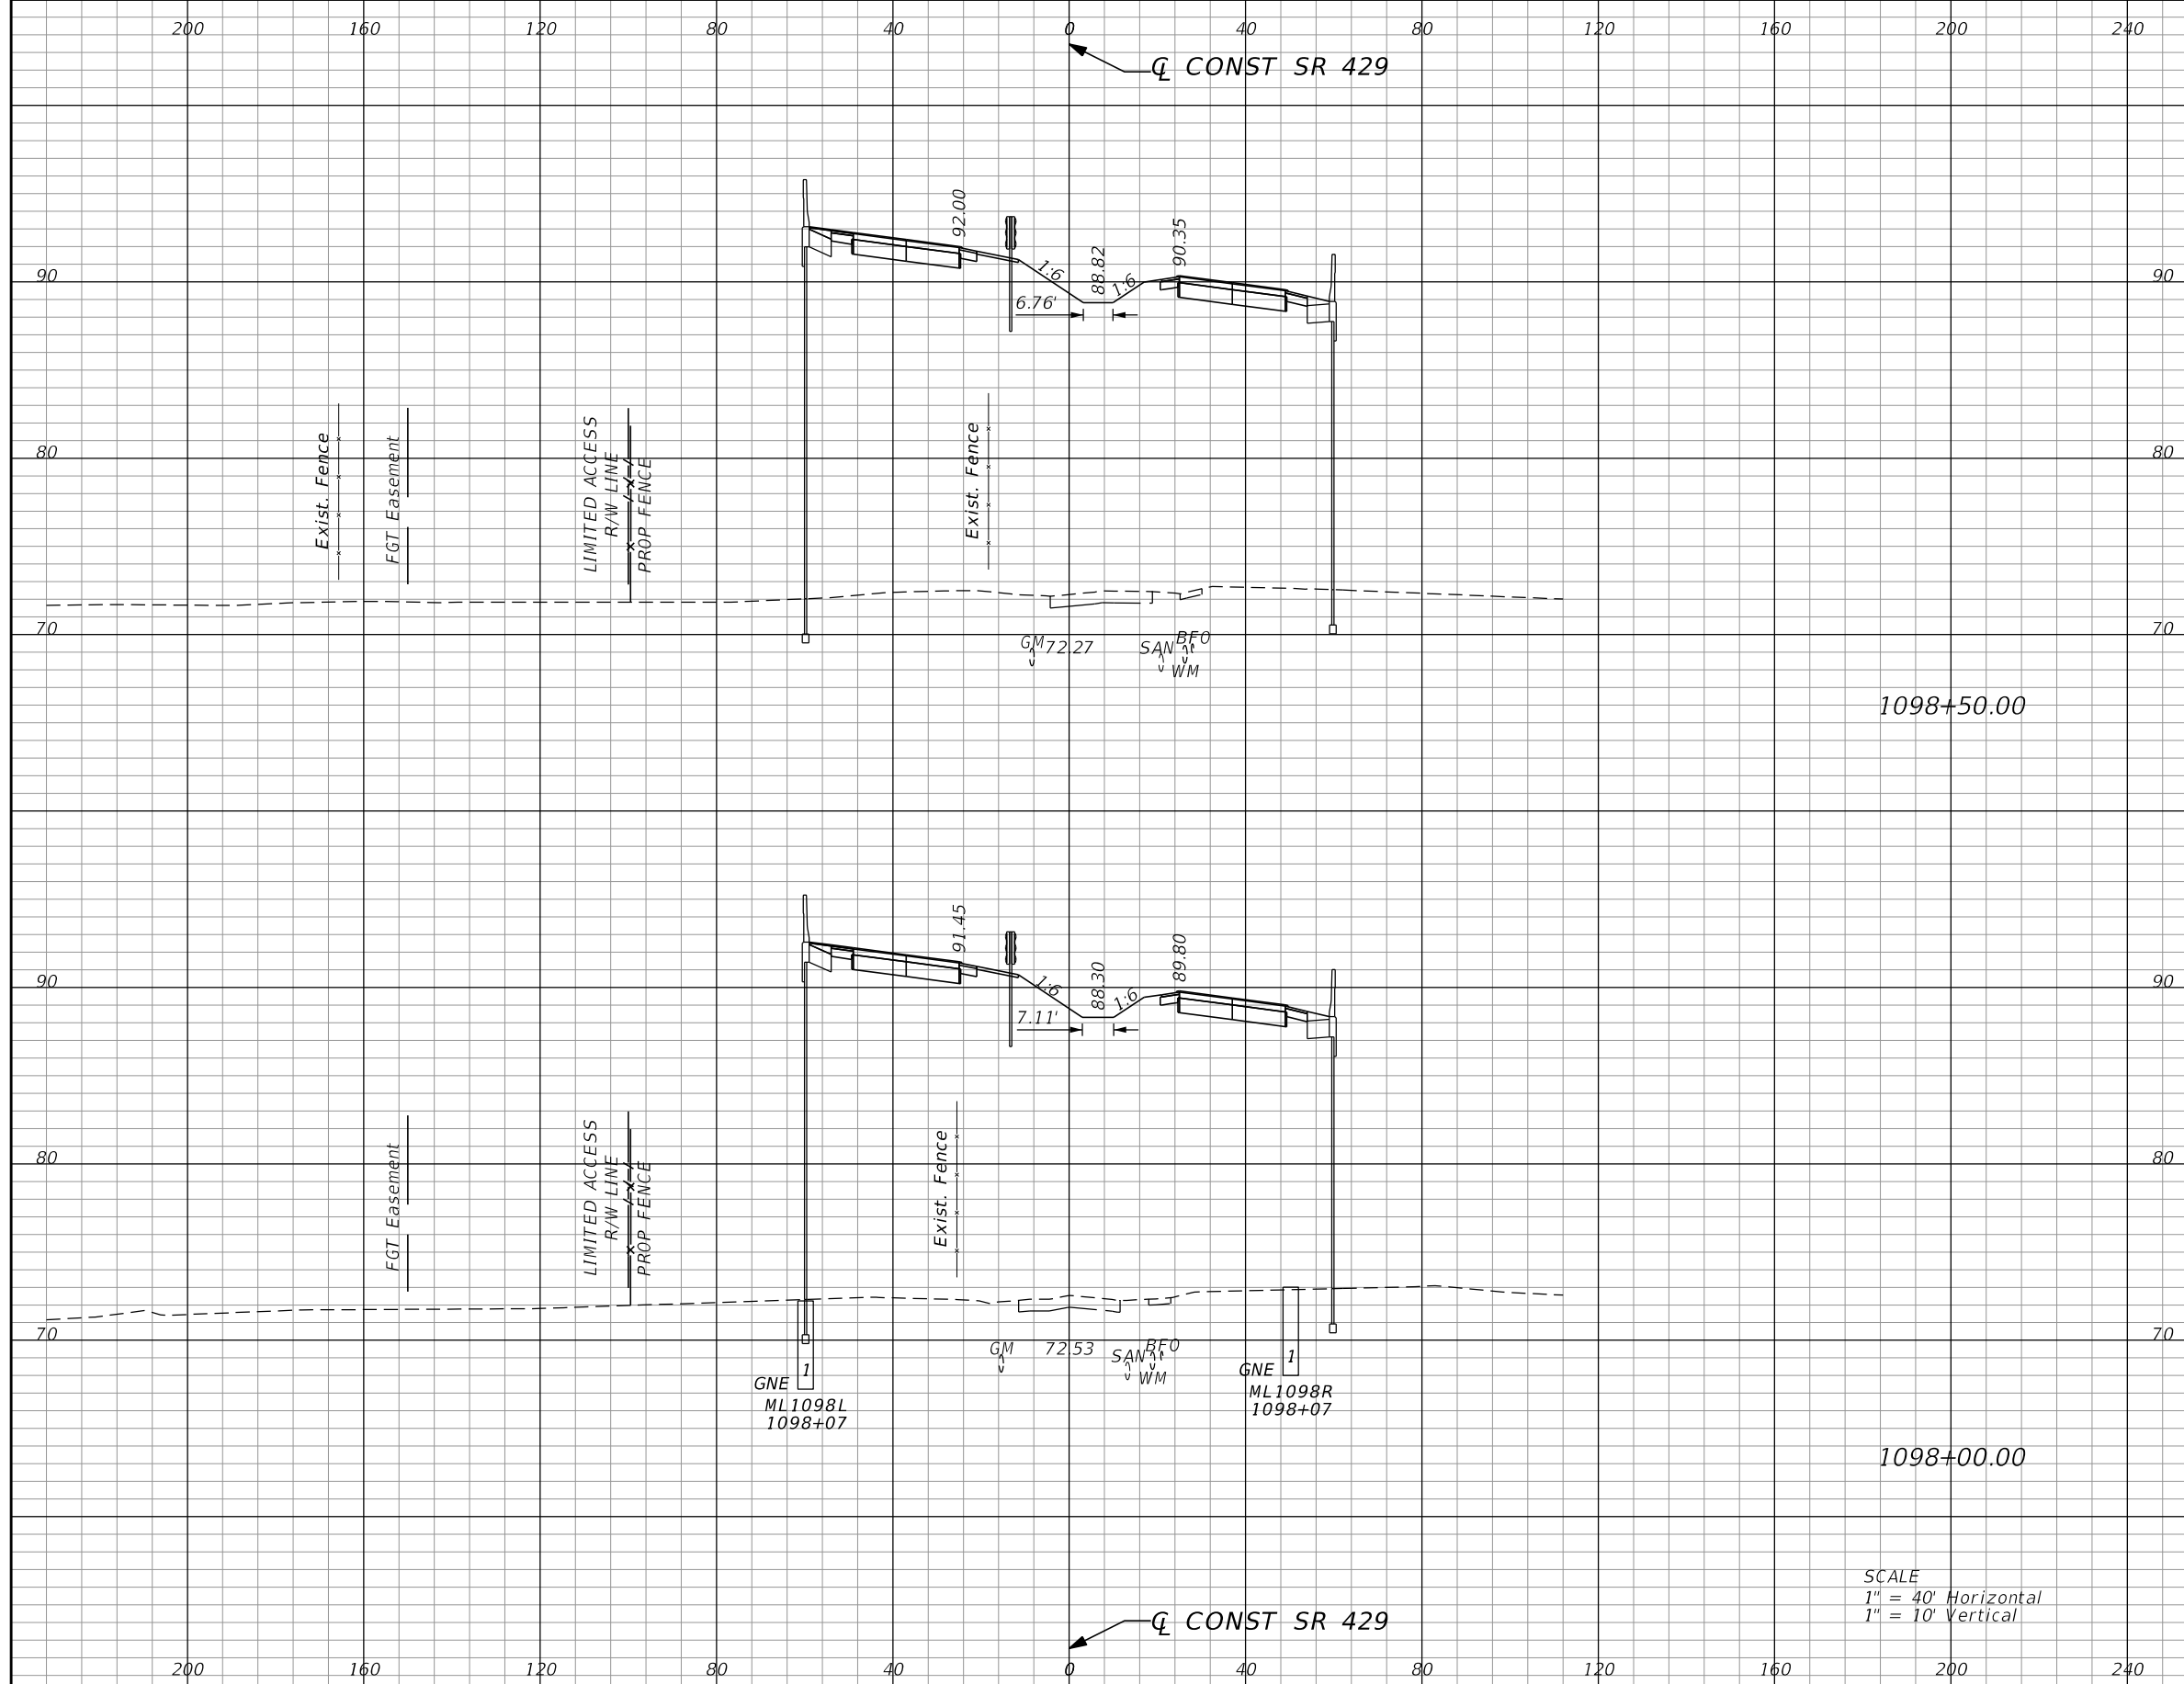 200 160 120 80 40 0 40 80 120 160 200 240
℄ CONST SR 429
92.00
90.35
88.82
1:6
1:6
6.76'
90 90
80 80
70 70
Exist. Fence
FGT Easement
LIMITED ACCESS
R/W LINE
PROP FENCE
Exist. Fence
GM
72.27
SAN
BFO
WM
1098+50.00
91.45
89.80
88.30
1:6
1:6
7.11'
90 90
80 80
70 70
FGT Easement
LIMITED ACCESS
R/W LINE
PROP FENCE
Exist. Fence
GM
72.53
SAN
BFO
WM
GNE
1
ML1098L
1098+07
GNE
1
ML1098R
1098+07
1098+00.00
SCALE
1" = 40' Horizontal
1" = 10' Vertical
℄ CONST SR 429
200 160 120 80 40 0 40 80 120 160 200 240